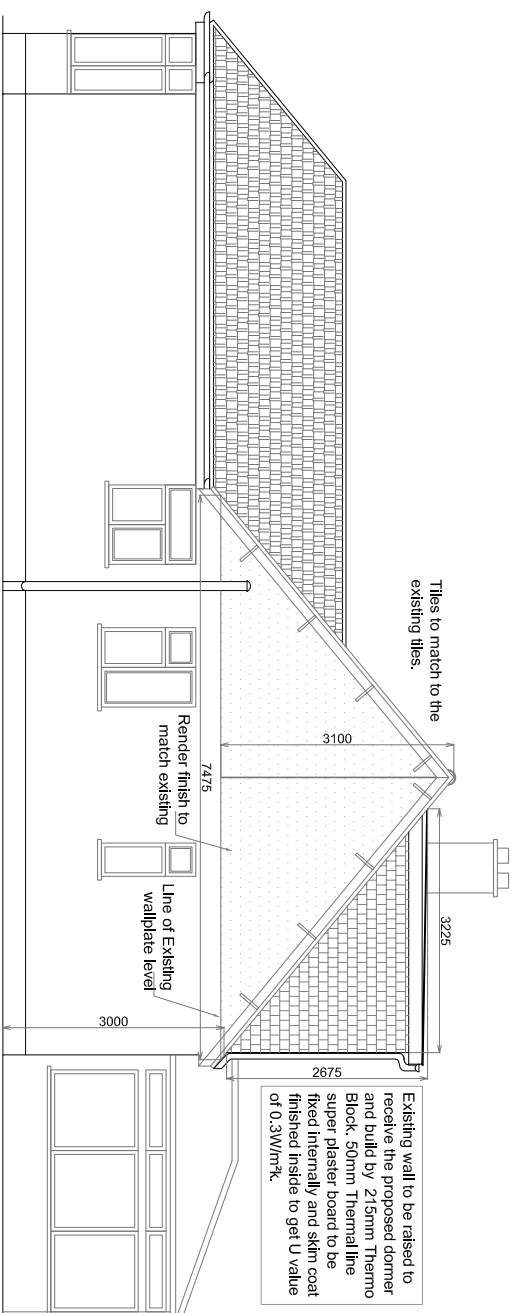 Tiles to match to the
existing tiles.
3100
3225
7475
Render finish to
match existing
Line of Existing
wallplate level
3000
2675
Existing wall to be raised to
receive the proposed dormer
and build by 215mm Thermo
Block. 50mm Thermalline
super plaster board to be
fixed internally and skim coat
finished inside to get U value
of 0.3W/m²k.